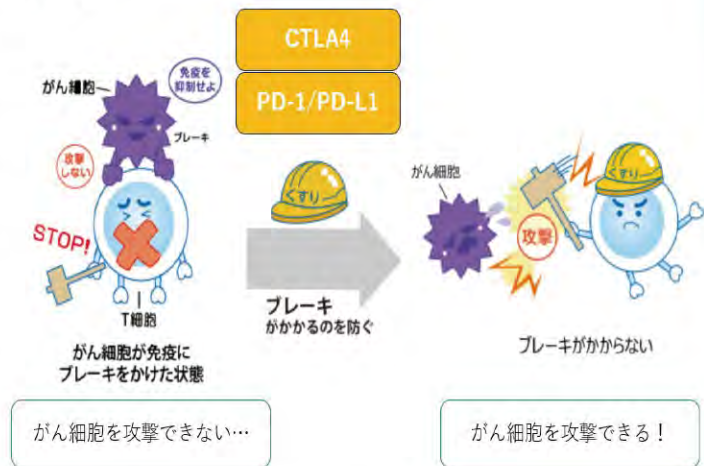 CTLA4
PD-1/PD-L1
がん細胞
免疫を
抑制せよ
ブレーキ
攻撃
しない
STOP!
T細胞
がん細胞が免疫に
ブレーキをかけた状態
がん細胞を攻撃できない…
くすり
ブレーキ
がかかるのを防ぐ
がん細胞
攻撃
くすり
ブレーキがかからない
がん細胞を攻撃できる！